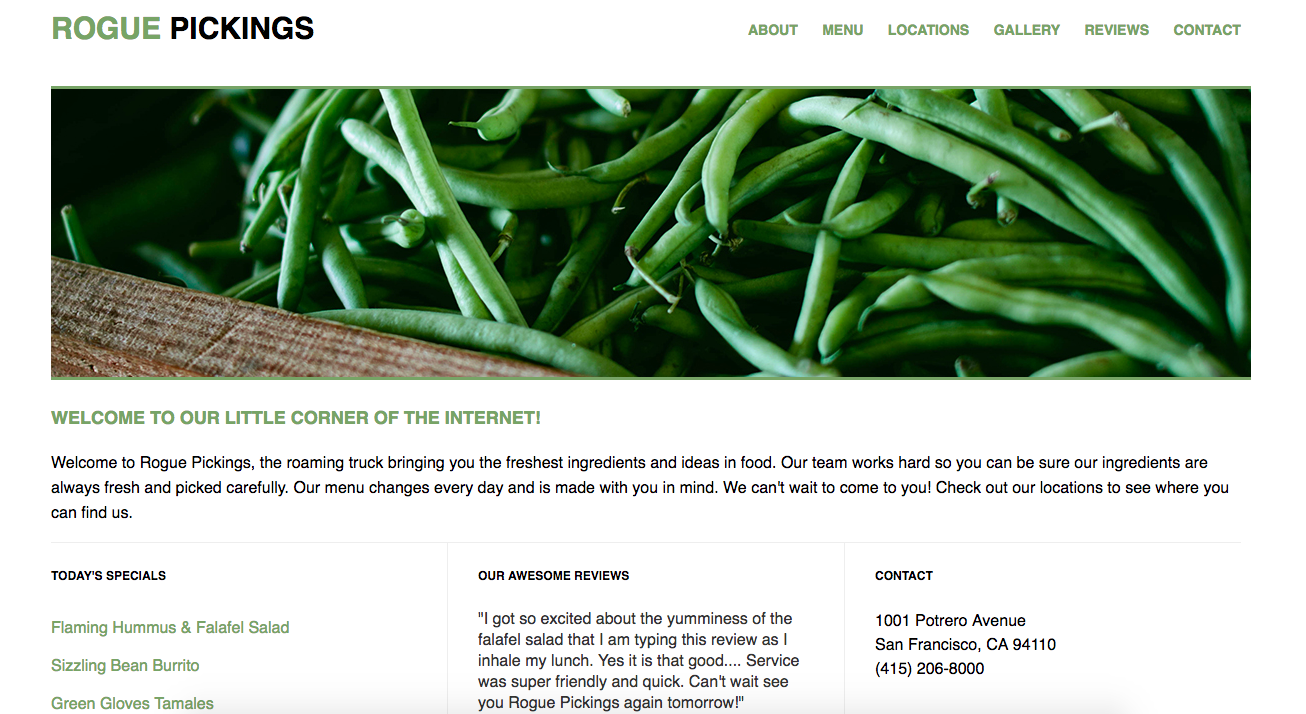 ROGUE PICKINGS
ABOUT MENU LOCATIONS GALLERY REVIEWS CONTACT
WELCOME TO OUR LITTLE CORNER OF THE INTERNET!
Welcome to Rogue Pickings, the roaming truck bringing you the freshest ingredients and ideas in food. Our team works hard so you can be sure our ingredients are
always fresh and picked carefully. Our menu changes every day and is made with you in mind. We can't wait to come to you! Check out our locations to see where you
can find us.
TODAY'S SPECIALS
Flaming Hummus & Falafel Salad
Sizzling Bean Burrito
Green Gloves Tamales
OUR AWESOME REVIEWS
"I got so excited about the yumminess of the
falafel salad that I am typing this review as I
inhale my lunch. Yes it is that good.... Service
was super friendly and quick. Can't wait see
you Rogue Pickings again tomorrow!"
CONTACT
1001 Potrero Avenue
San Francisco, CA 94110
(415) 206-8000